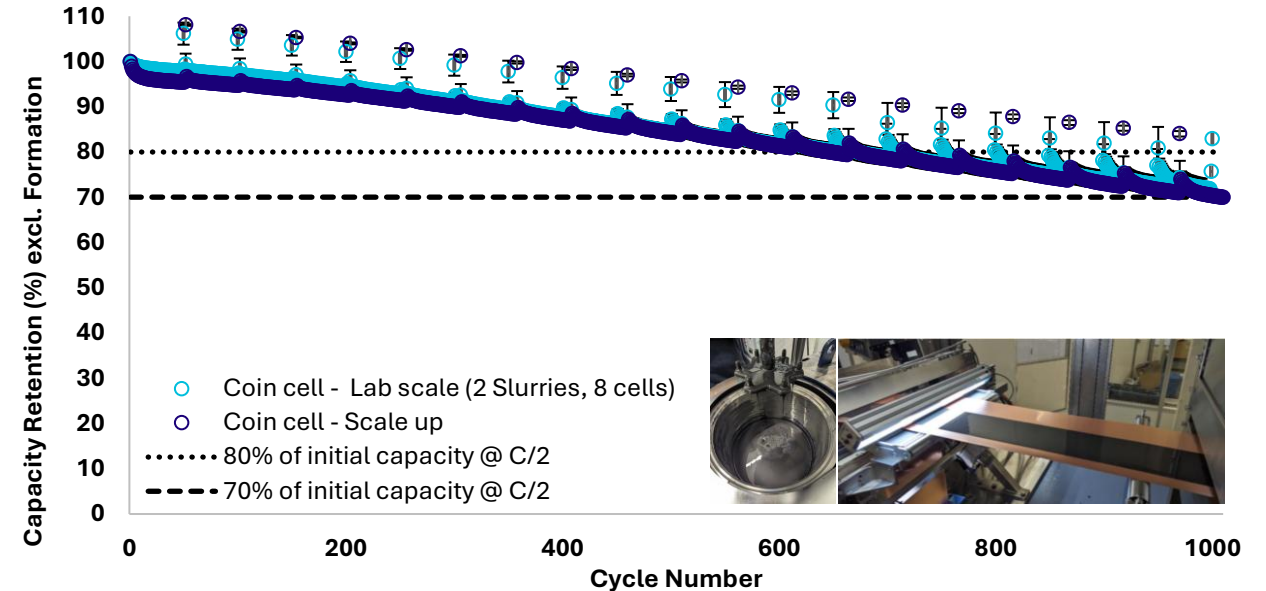 Capacity Retention (%) excl. Formation
110
100
90
80
70
60
50
40
30
20
10
0
Coin cell -  Lab scale (2 Slurries, 8 cells)
Coin cell - Scale up
80% of initial capacity @ C/2
70% of initial capacity @ C/2
0 200 400 600 800 1000
Cycle Number